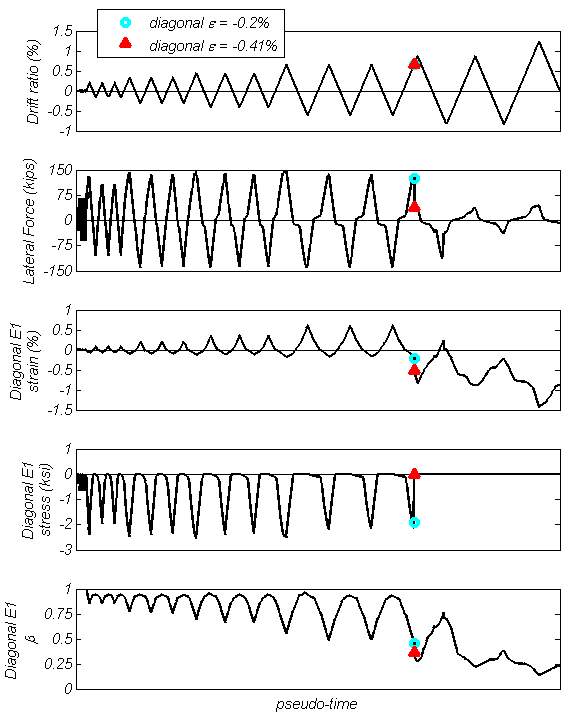 diagonal ε = -0.2%
diagonal ε = -0.41%
Drift ratio (%)
1.5
1
0.5
0
-0.5
-1
Lateral Force (kips)
150
75
0
-75
-150
Diagonal E1
strain (%)
1
0.5
0
-0.5
-1
-1.5
Diagonal E1
stress (ksi)
1
0
-1
-2
-3
Diagonal E1
β
1
0.75
0.5
0.25
0
pseudo-time